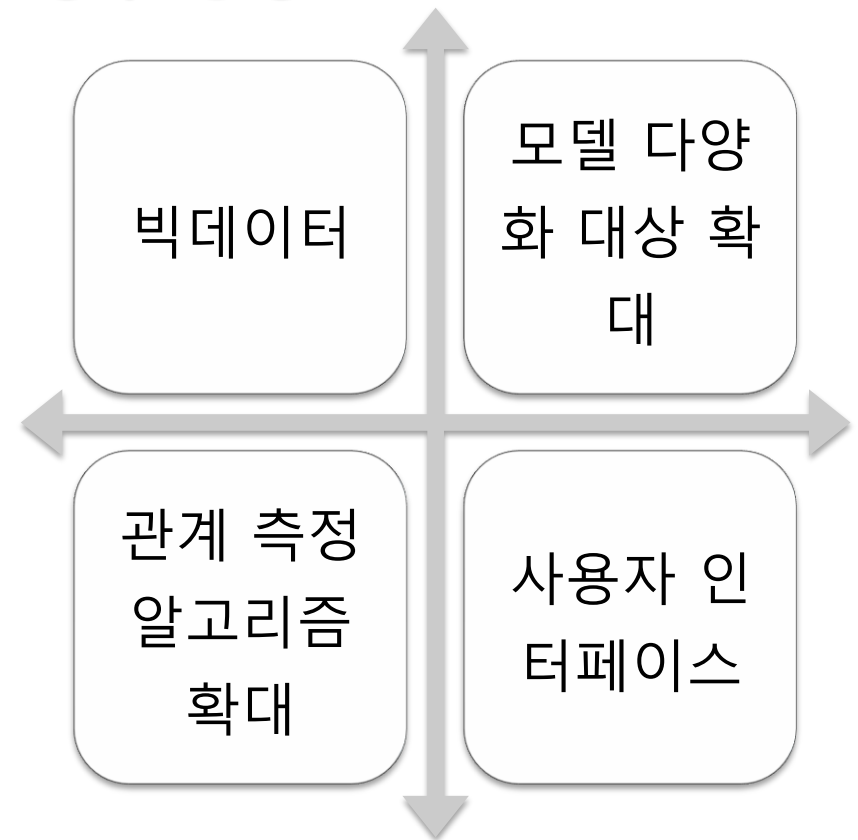 빅데이터
모델 다양
화 대상 확
대
관계 측정
알고리즘
확대
사용자 인
터페이스